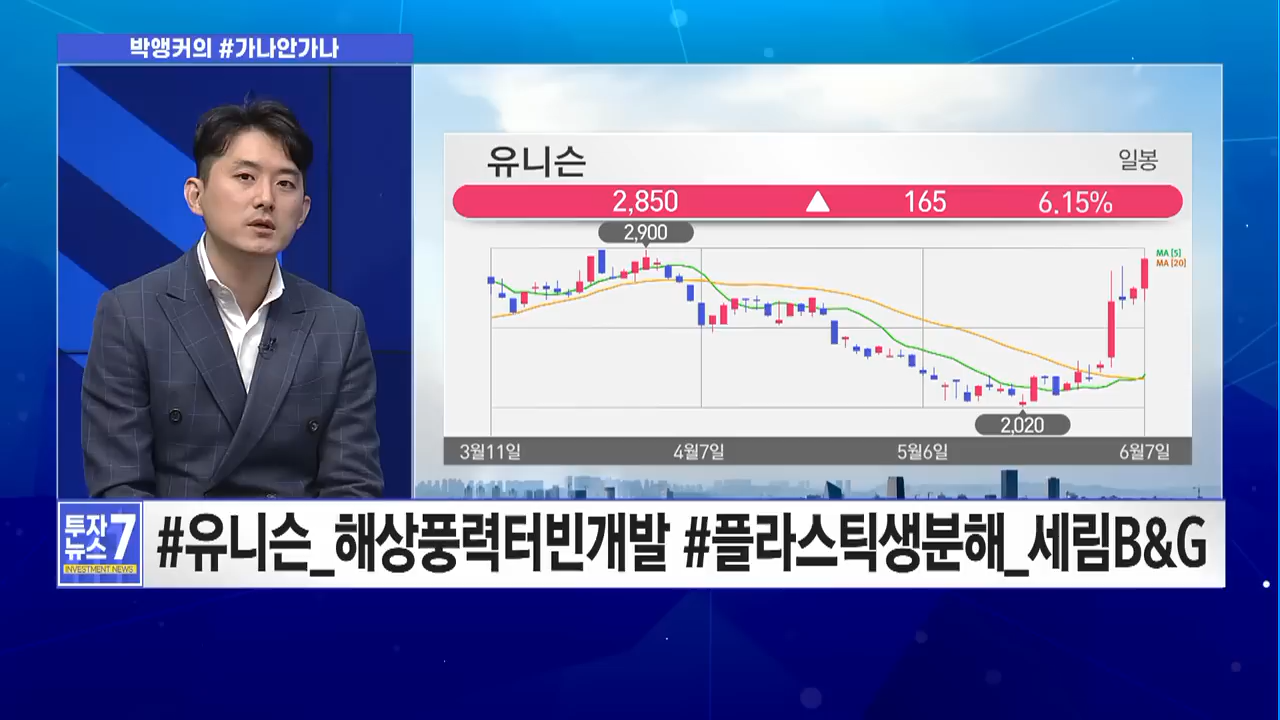 박앵커의 #가나안가나
유니슨
일봉
2,850 ▲ 165 6.15%
2,900
MA [5]
MA [20]
2,020
3월11일 4월7일 5월6일 6월7일
투자
뉴스 7
INVESTMENT NEWS
#유니슨_해상풍력터빈개발 #플라스틱생분해_세림B&G